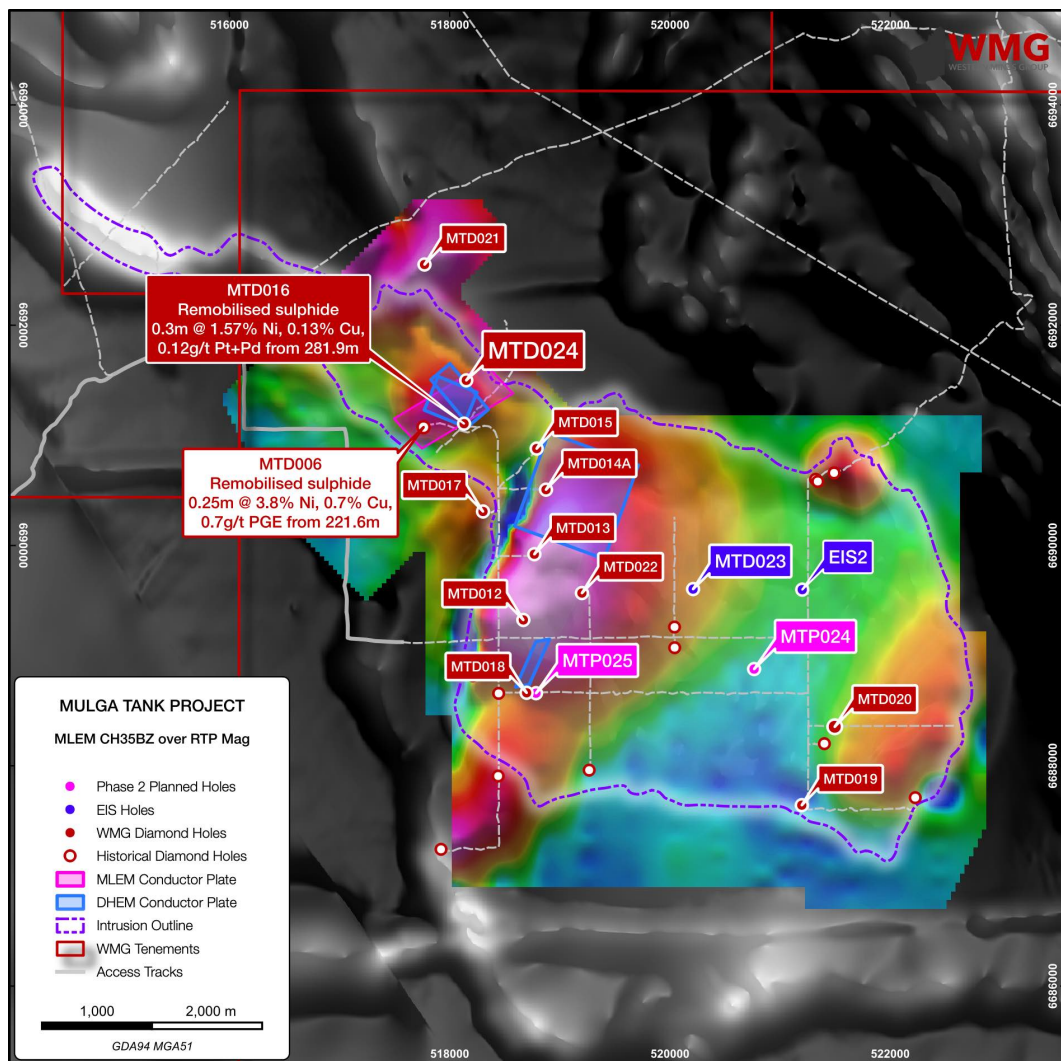 516000
518000
520000
522000
WMG
WESTERN MINES GROUP
6694000
6694000
MTD021
MTD016
Remobilised sulphide
0.3m @ 1.57% Ni, 0.13% Cu,
0.12g/t Pt+Pd from 281.9m
6692000
6692000
MTD024
MTD015
MTD006
Remobilised sulphide
0.25m @ 3.8% Ni, 0.7% Cu,
0.7g/t PGE from 221.6m
MTD014A
MTD017
MTD013
6690000
6690000
MTD023
EIS2
MTD022
MTD012
MTP024
MTP025
MTD018
MTD020
MTD019
6688000
6686000
MULGA TANK PROJECT
MLEM CH35BZ over RTP Mag
Phase 2 Planned Holes
EIS Holes
WMG Diamond Holes
Historical Diamond Holes
MLEM Conductor Plate
DHEM Conductor Plate
Intrusion Outline
WMG Tenements
Access Tracks
1,000
2,000 m
GDA94 MGA51
518000
520000
522000